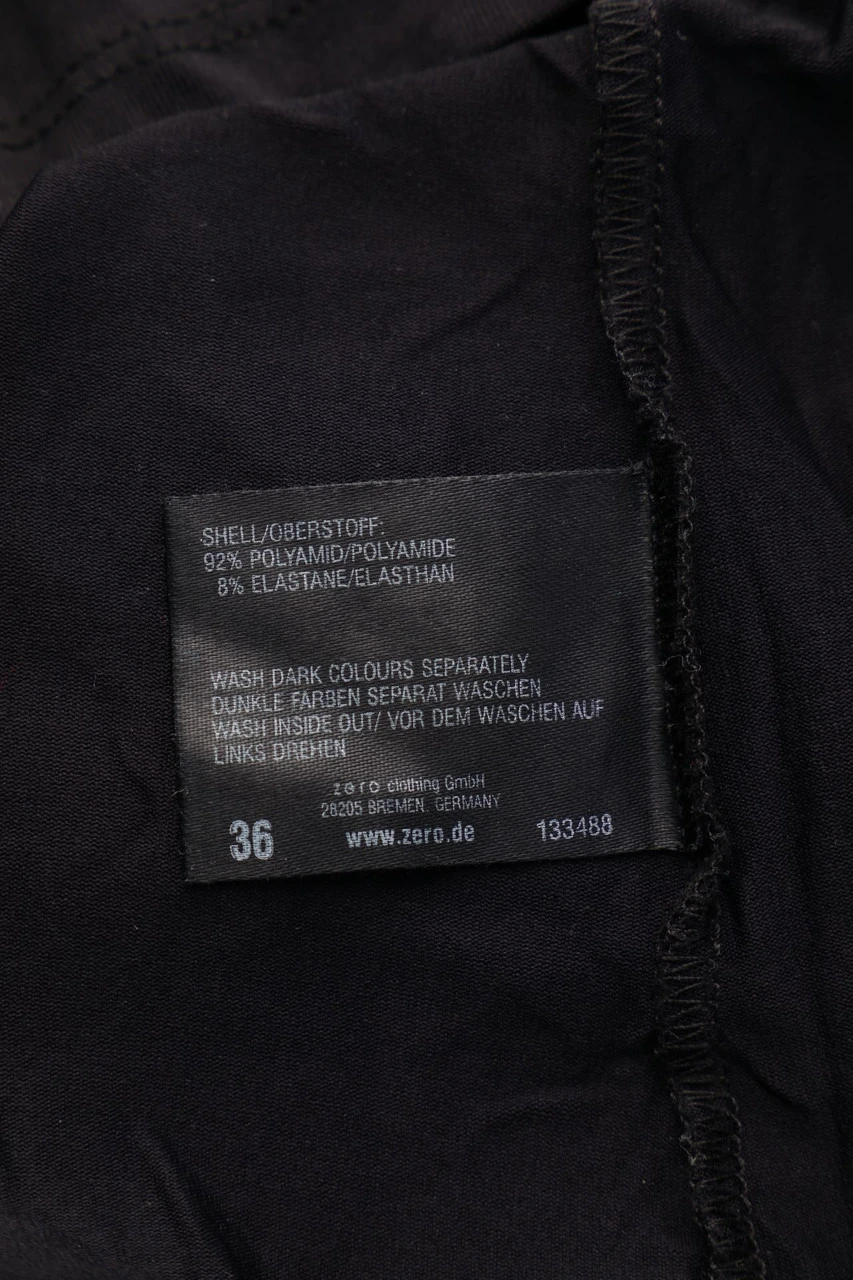 SHELL/OBERSTOFF:
92% POLYAMID/POLYAMIDE
8% ELASTANE/ELASTHAN
WASH DARK COLOURS SEPARATELY
DUNKLE FARBEN SEPARAT WASCHEN
WASH INSIDE OUT/ VOR DEM WASCHEN AUF
LINKS DREHEN
zero clothing GmbH
28205 BREMEN. GERMANY
36 www.zero.de 133488